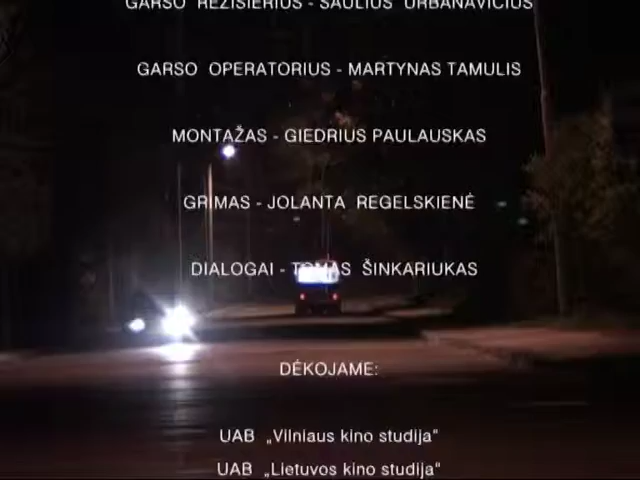 GARSO REŽISIERIUS - SAULIUS URBANAVIČIUS
GARSO OPERATORIUS - MARTYNAS TAMULIS
MONTAŽAS - GIEDRIUS PAULAUSKAS
GRIMAS - JOLANTA REGELSKIENĖ
DIALOGAI - TOMAS ŠINKARIUKAS
DĖKOJAME:
UAB „Vilniaus kino studija“
UAB „Lietuvos kino studija“